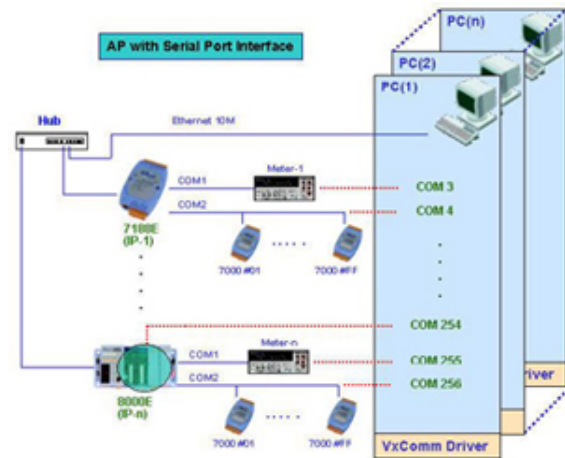 AP with Serial Port Interface
PC(n)
PC(2)
PC(1)
Hub
Ethernet 10M
COM1
Meter-1
COM 3
COM2
COM 4
7188E
(IP-1)
7000 #01
7000 #FF
COM 254
COM1
Meter-n
COM 255
COM2
COM 256
8000E
(IP-n)
7000 #01
7000 #FF
river
VxComm Driver